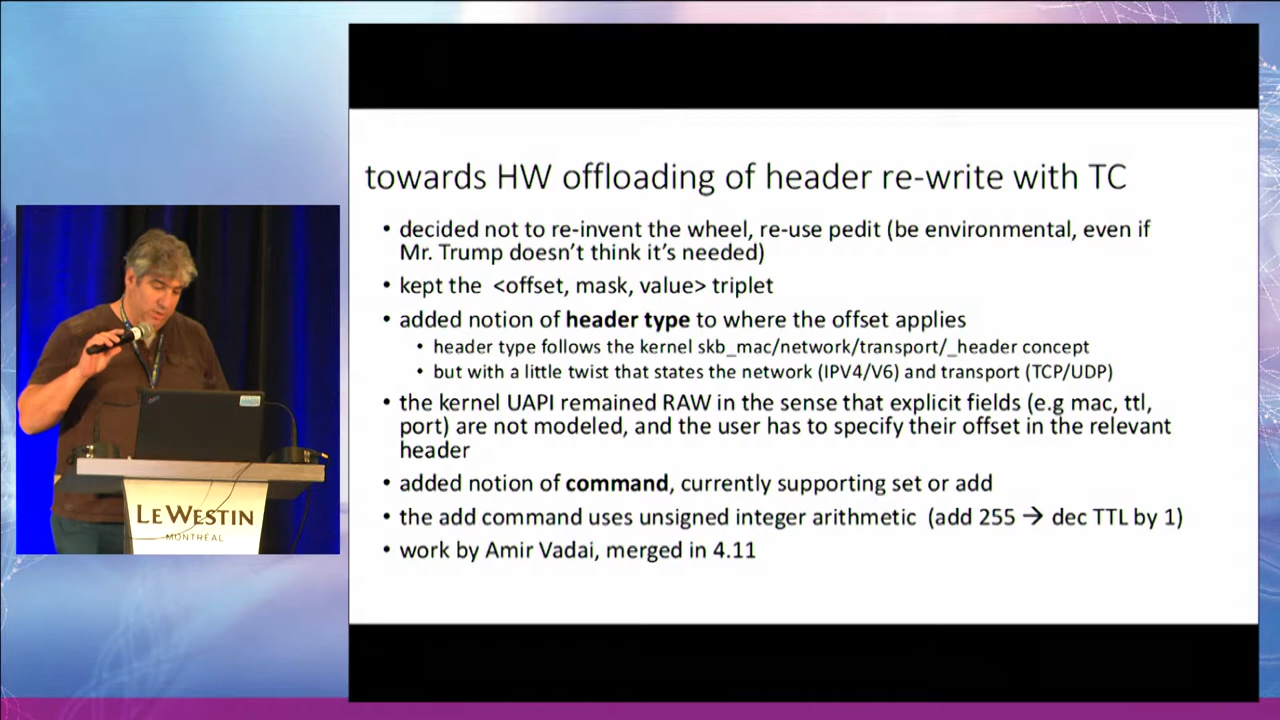 towards HW offloading of header re-write with TC
• decided not to re-invent the wheel, re-use pedit (be environmental, even if
Mr. Trump doesn't think it's needed)
• kept the <offset, mask, value> triplet
• added notion of header type to where the offset applies
• header type follows the kernel skb_mac/network/transport/_header concept
• but with a little twist that states the network (IPV4/V6) and transport (TCP/UDP)
• the kernel UAPI remained RAW in the sense that explicit fields (e.g mac, ttl,
port) are not modeled, and the user has to specify their offset in the relevant
header
• added notion of command, currently supporting set or add
• the add command uses unsigned integer arithmetic (add 255 → dec TTL by 1)
• work by Amir Vadai, merged in 4.11
LE WESTIN
MONTRÉAL